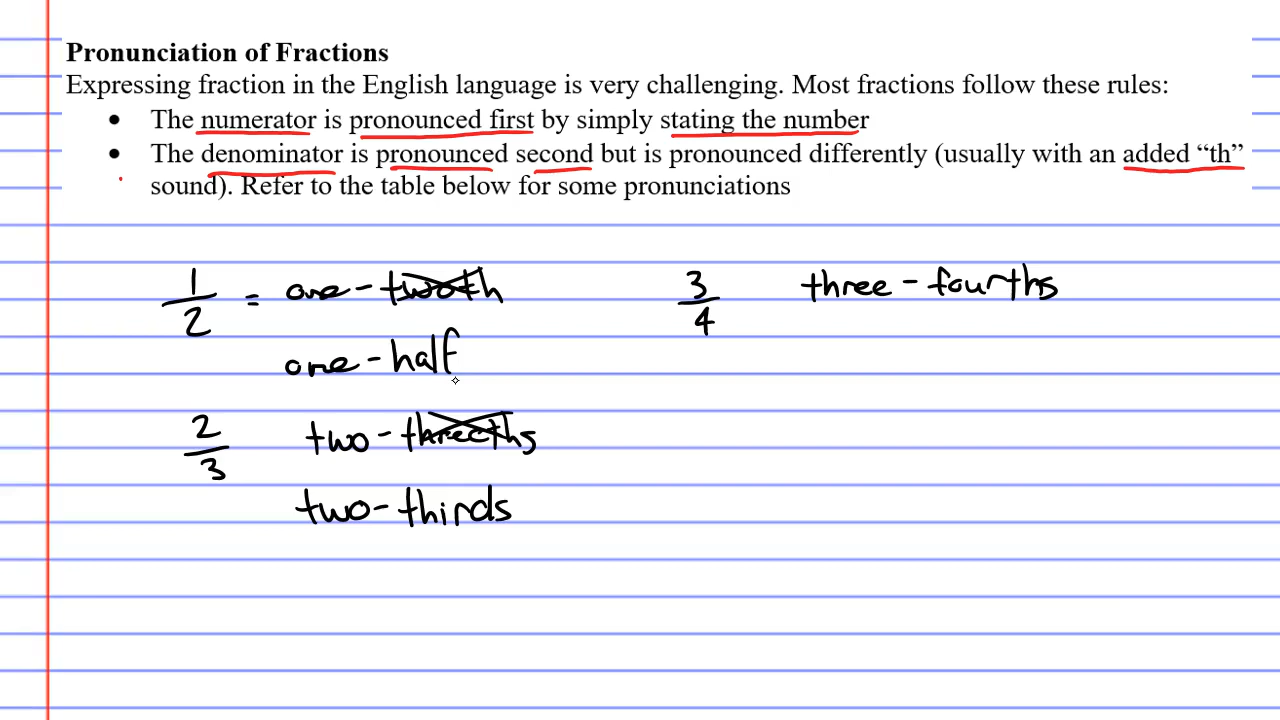 Pronunciation of Fractions
Expressing fraction in the English language is very challenging. Most fractions follow these rules:
• The numerator is pronounced first by simply stating the number
• The denominator is pronounced second but is pronounced differently (usually with an added “th”
sound). Refer to the table below for some pronunciations
1/2 = one-twoth
one-half
2/3 two-threeths
two-thirds
3/4 three-fourths